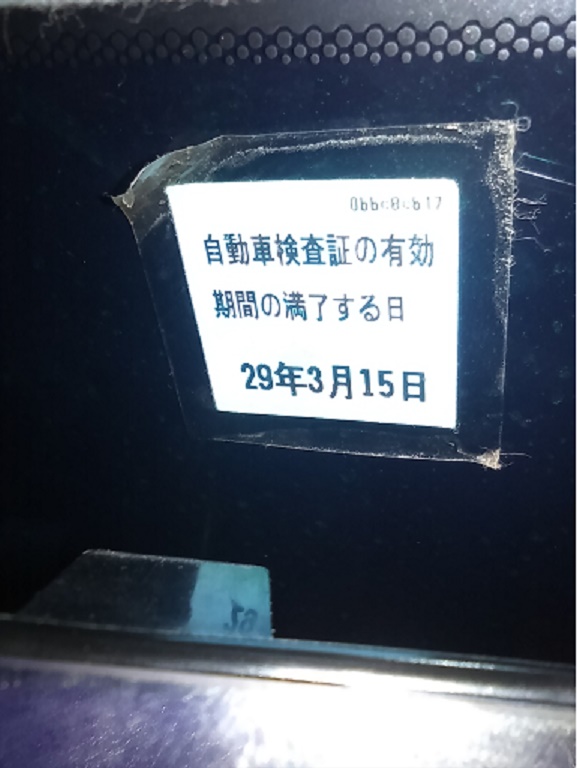 自動車検査証の有効
期間の満了する日
29年3月15日